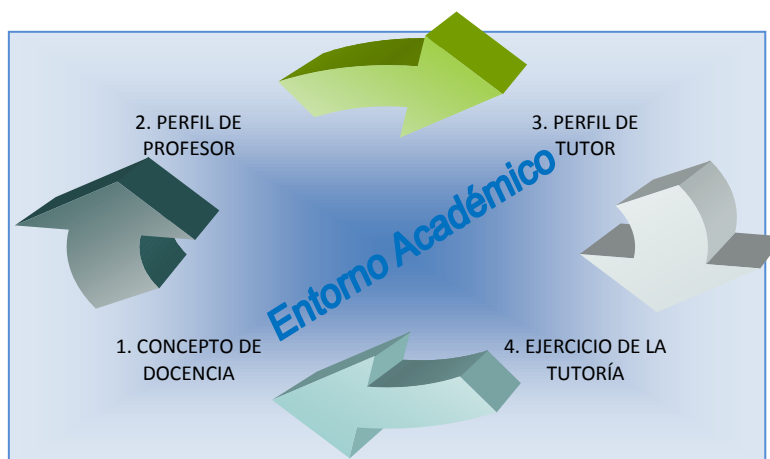 2. PERFIL DE
PROFESOR
3. PERFIL DE
TUTOR
Entorno Académico
1. CONCEPTO DE
DOCENCIA
4. EJERCICIO DE LA
TUTORÍA